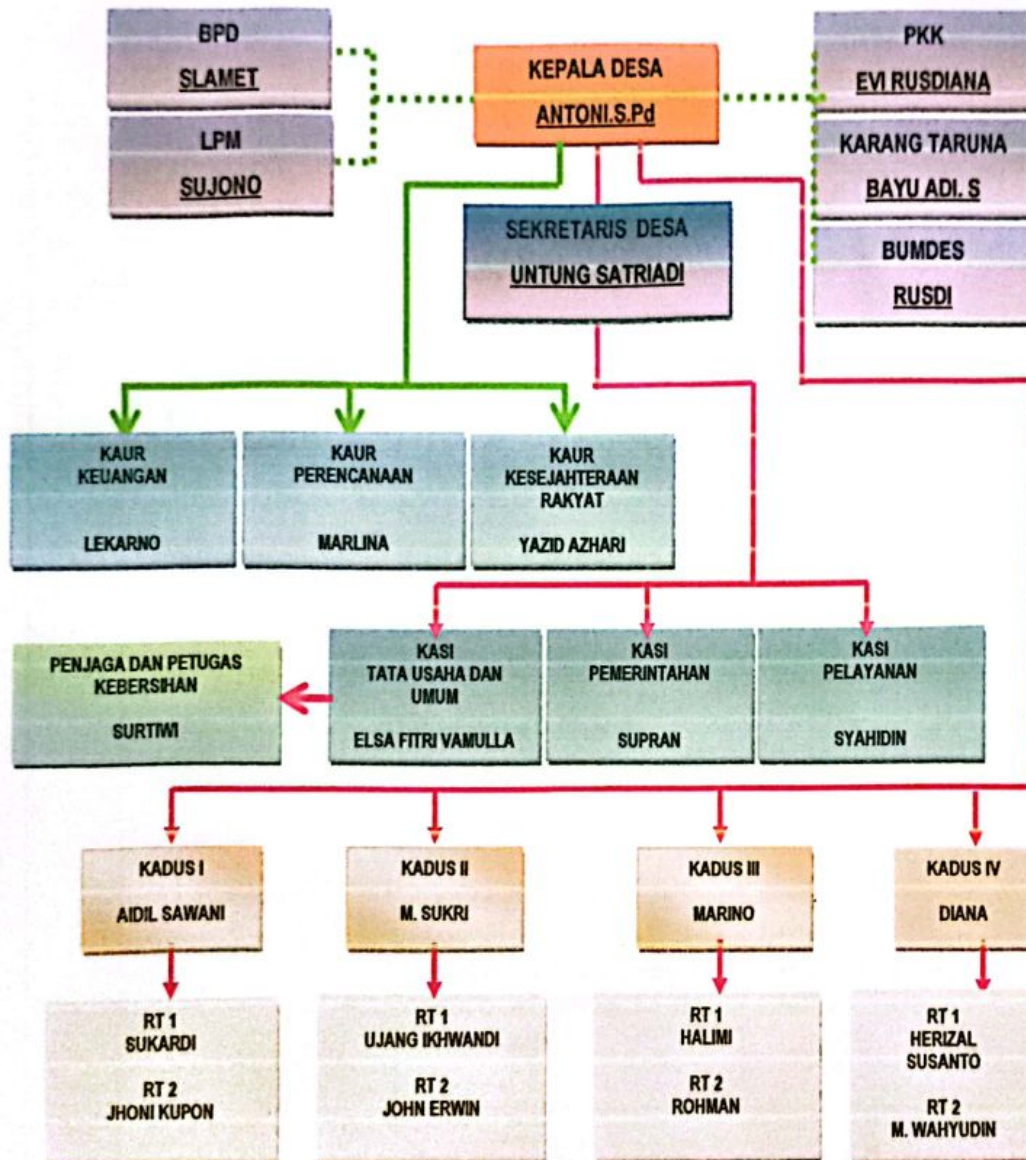 BPD
SLAMET
LPM
SUJONO
KEPALA DESA
ANTONI.S.Pd
PKK
EVI RUSDIANA
KARANG TARUNA
BAYU ADI. S
BUMDES
RUSDI
SEKRETARIS DESA
UNTUNG SATRIADI
KAUR
KEUANGAN
LEKARNO
KAUR
PERENCANAAN
MARLINA
KAUR
KESEJAHTERAAN
RAKYAT
YAZID AZHARI
PENJAGA DAN PETUGAS
KEBERSIHAN
SURTIWI
KASI
TATA USAHA DAN
UMUM
ELSA FITRI VAMULLA
KASI
PEMERINTAHAN
SUPRAN
KASI
PELAYANAN
SYAHIDIN
KADUS I
AIDIL SAWANI
KADUS II
M. SUKRI
KADUS III
MARINO
KADUS IV
DIANA
RT 1
SUKARDI
RT 2
JHONI KUPON
RT 1
UJANG IKHWANDI
RT 2
JOHN ERWIN
RT 1
HALIMI
RT 2
ROHMAN
RT 1
HERIZAL
SUSANTO
RT 2
M. WAHYUDIN